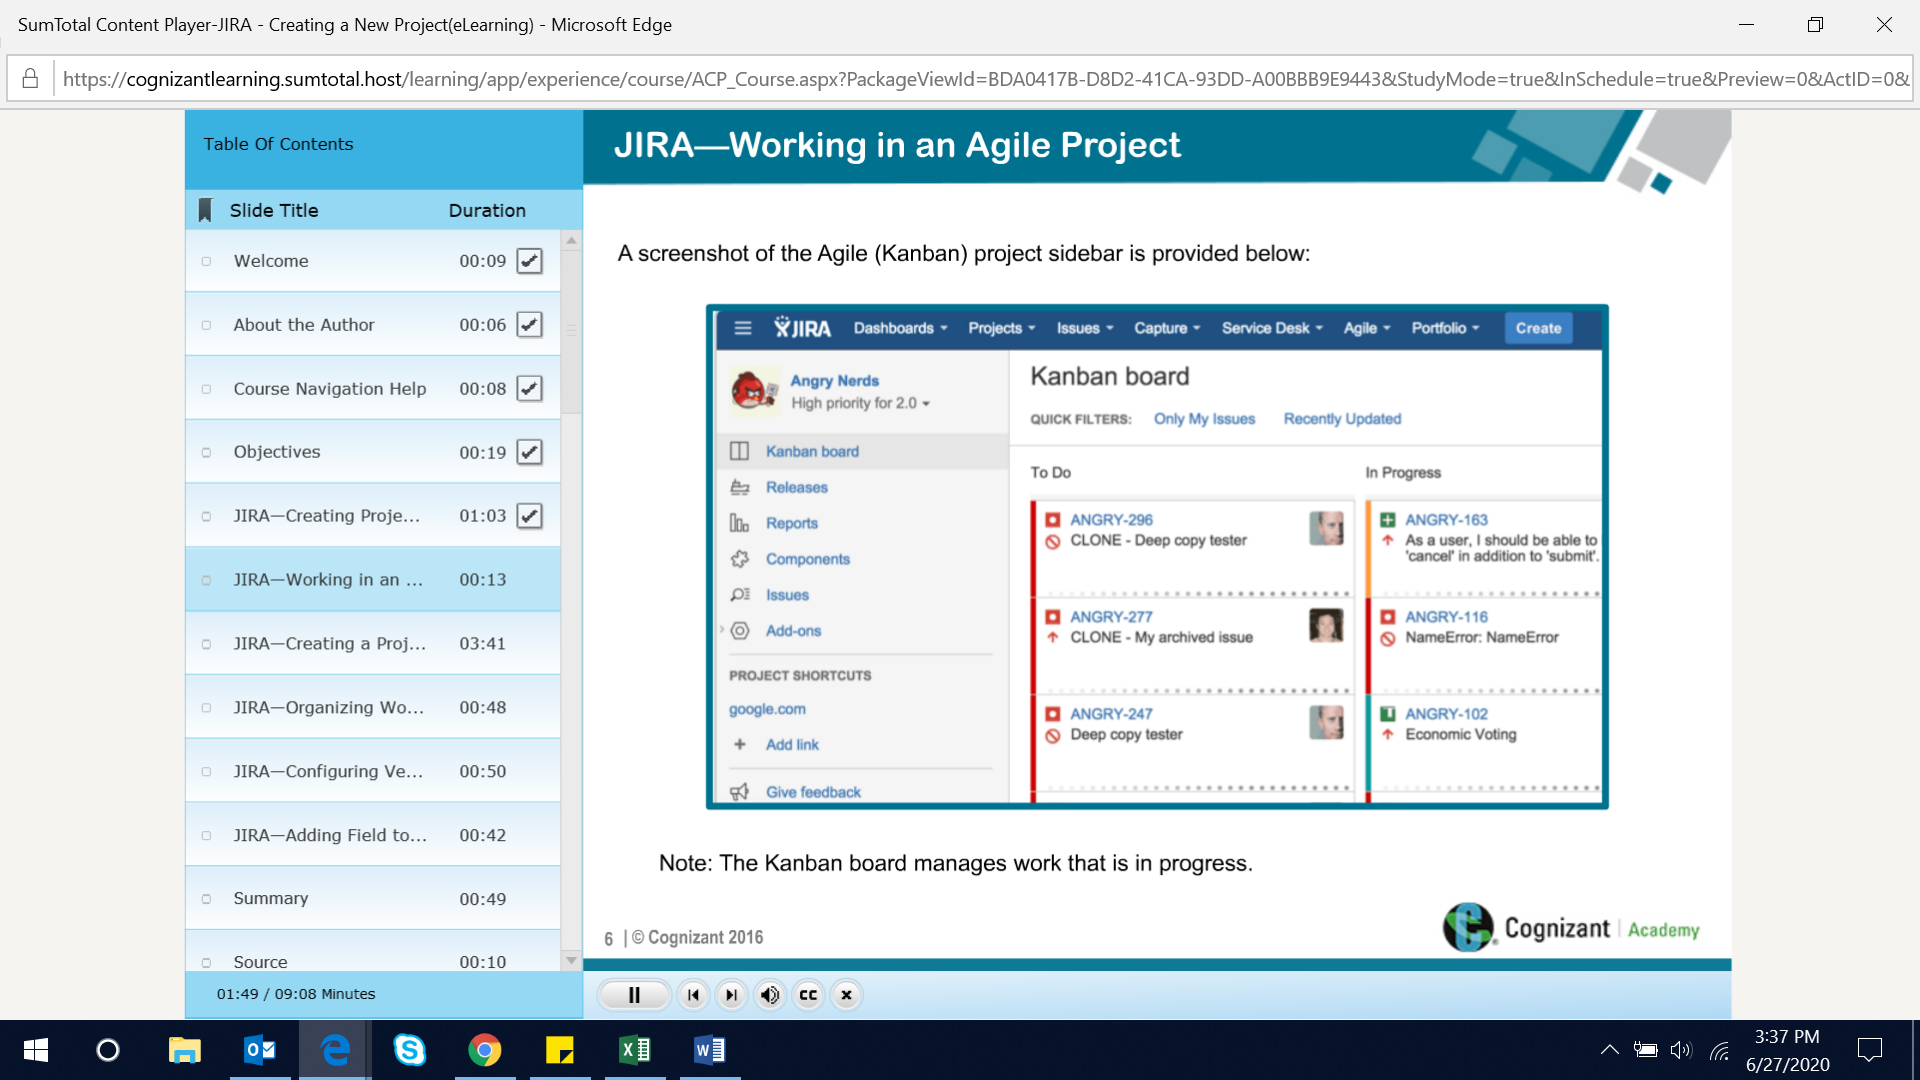 SumTotal Content Player-JIRA - Creating a New Project(eLearning) - Microsoft Edge
https://cognizantlearning.sumtotal.host/learning/app/experience/course/ACP_Course.aspx?PackageViewId=BDA0417B-D8D2-41CA-93DD-A00BBB9E9443&StudyMode=true&InSchedule=true&Preview=0&ActID=0&
Table Of Contents
Slide Title Duration
Welcome 00:09
About the Author 00:06
Course Navigation Help 00:08
Objectives 00:19
JIRA—Creating Proje... 01:03
JIRA—Working in an ... 00:13
JIRA—Creating a Proj... 03:41
JIRA—Organizing Wo... 00:48
JIRA—Configuring Ve... 00:50
JIRA—Adding Field to... 00:42
Summary 00:49
Source 00:10
01:49 / 09:08 Minutes
JIRA—Working in an Agile Project
A screenshot of the Agile (Kanban) project sidebar is provided below:
JIRA Dashboards Projects Issues Capture Service Desk Agile Portfolio Create
Angry Nerds
High priority for 2.0
Kanban board
Releases
Reports
Components
Issues
Add-ons
PROJECT SHORTCUTS
google.com
+ Add link
Give feedback
Kanban board
QUICK FILTERS: Only My Issues Recently Updated
To Do
ANGRY-296
CLONE - Deep copy tester
ANGRY-277
CLONE - My archived issue
ANGRY-247
Deep copy tester
In Progress
ANGRY-163
As a user, I should be able to
'cancel' in addition to 'submit'.
ANGRY-116
NameError: NameError
ANGRY-102
Economic Voting
Note: The Kanban board manages work that is in progress.
6 | © Cognizant 2016
Cognizant | Academy
CC
3:37 PM
6/27/2020